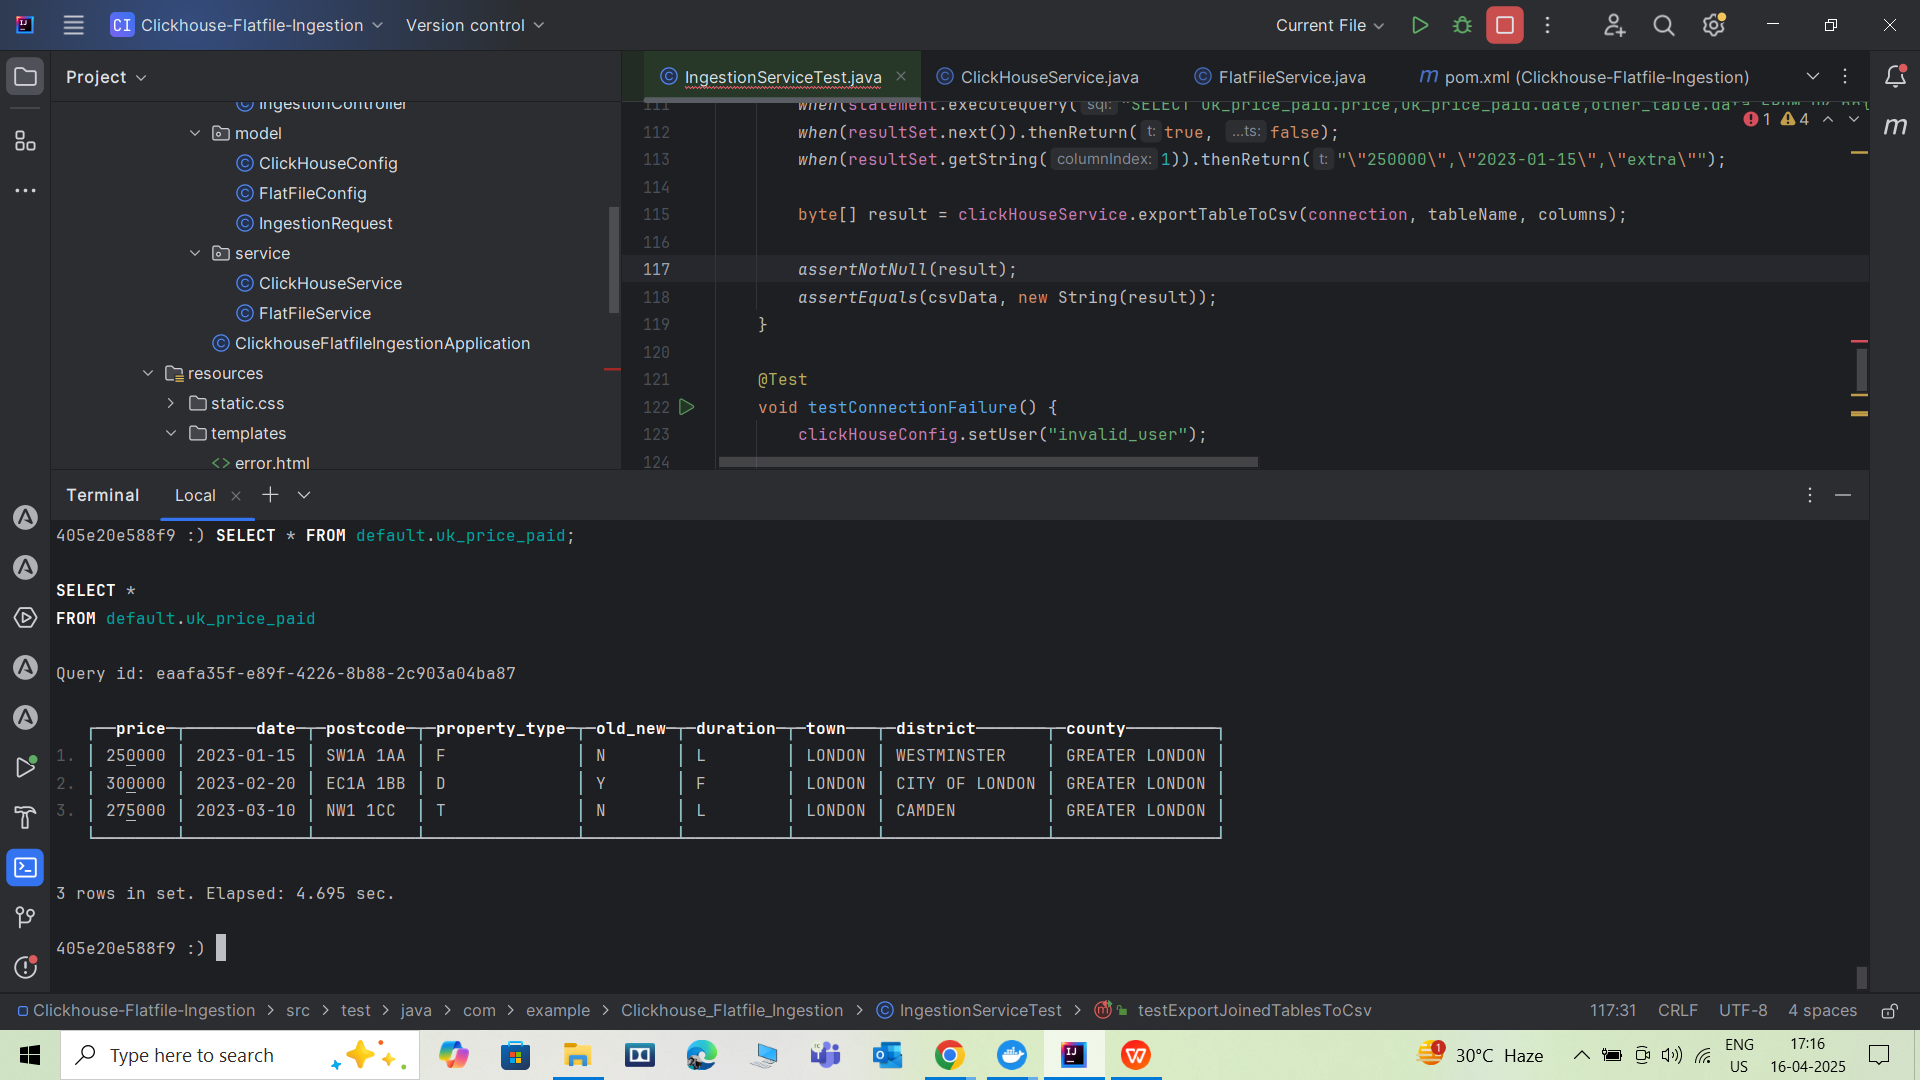 CI Clickhouse-Flatfile-Ingestion Version control Current File
Project
IngestionController
model
ClickHouseConfig
FlatFileConfig
IngestionRequest
service
ClickHouseService
FlatFileService
ClickhouseFlatfileIngestionApplication
resources
static.css
templates
error.html
IngestionServiceTest.java ClickHouseService.java FlatFileService.java pom.xml (Clickhouse-Flatfile-Ingestion)
1 4
111 when(statement.executeQuery( sql: "SELECT uk_price_paid.price,uk_price_paid.date,other_table.data FROM
112 when(resultSet.next()).thenReturn( t: true, ...ts: false);
113 when(resultSet.getString( columnIndex: 1)).thenReturn( t: "\"250000\",\"2023-01-15\",\"extra\"");
114
115 byte[] result = clickHouseService.exportTableToCsv(connection, tableName, columns);
116
117 assertNotNull(result);
118 assertEquals(csvData, new String(result));
119 }
120
121 @Test
122 void testConnectionFailure() {
123 clickHouseConfig.setUser("invalid_user");
124
Terminal Local
405e20e588f9 :) SELECT * FROM default.uk_price_paid;
SELECT *
FROM default.uk_price_paid
Query id: eaafa35f-e89f-4226-8b88-2c903a04ba87
price date postcode property_type old_new duration town district county
1. 250000 2023-01-15 SW1A 1AA F N L LONDON WESTMINSTER GREATER LONDON
2. 300000 2023-02-20 EC1A 1BB D Y F LONDON CITY OF LONDON GREATER LONDON
3. 275000 2023-03-10 NW1 1CC T N L LONDON CAMDEN GREATER LONDON
3 rows in set. Elapsed: 4.695 sec.
405e20e588f9 :)
Clickhouse-Flatfile-Ingestion > src > test > java > com > example > Clickhouse_Flatfile_Ingestion > IngestionServiceTest > testExportJoinedTablesToCsv 117:31 CRLF UTF-8 4 spaces
Type here to search
1 30°C Haze
ENG
US
17:16
16-04-2025